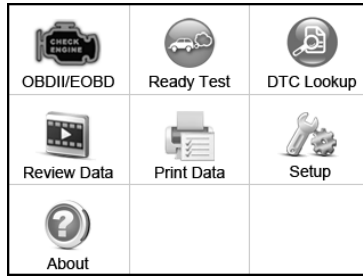 CHECK
ENGINE
OBDII/EOBD
Ready Test
DTC Lookup
Review Data
Print Data
Setup
About